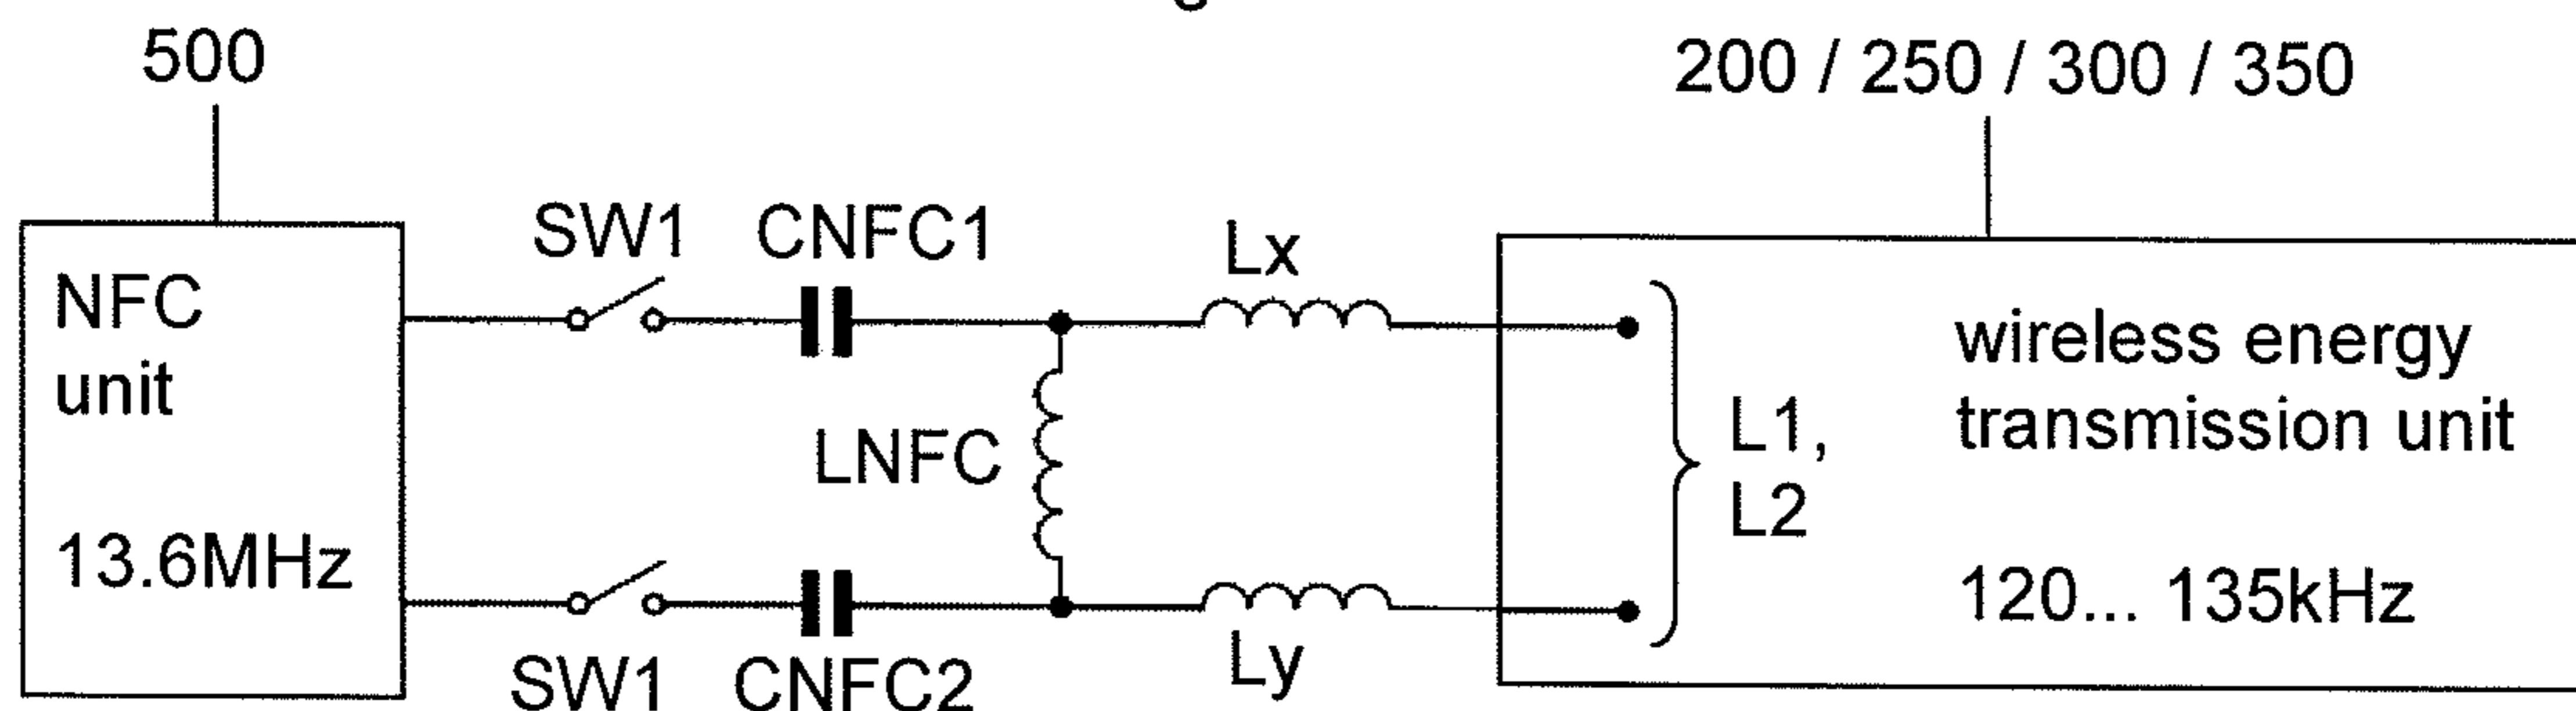 500
200 / 250 / 300 / 350
SW1
CNFC1
Lx
NFC
unit
13.6MHz
LNFC
L1,
L2
wireless energy
transmission unit
120... 135kHz
SW1
CNFC2
Ly